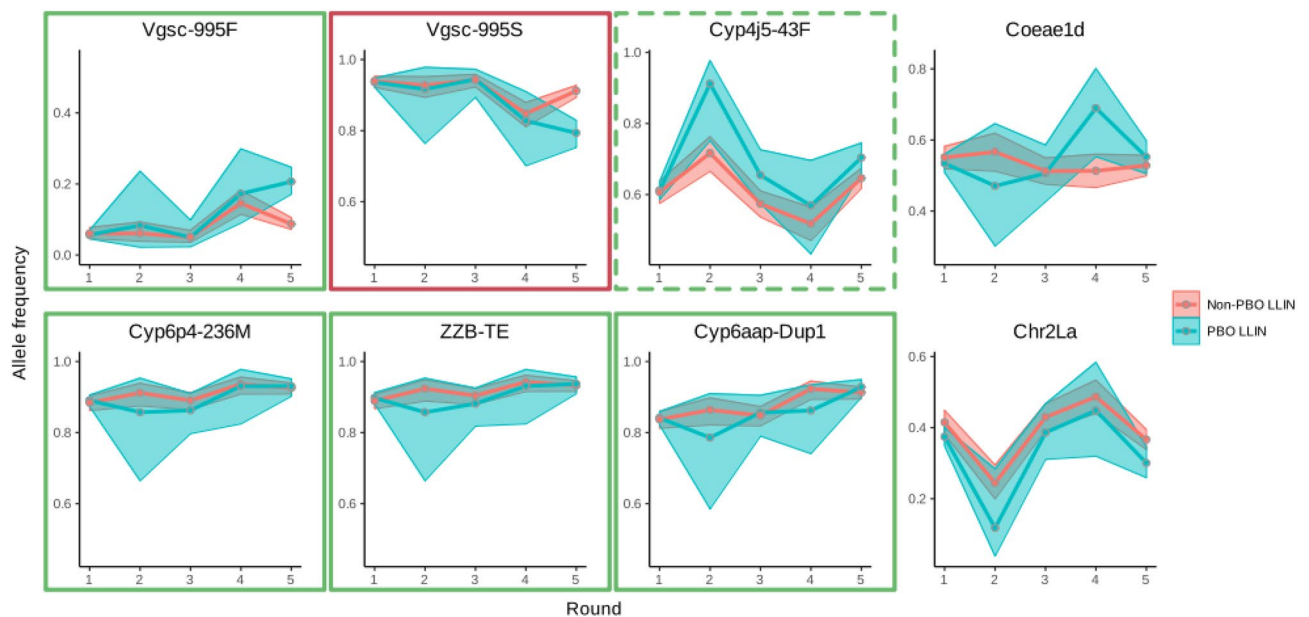 Vgsc-995F
Vgsc-995S
Cyp4j5-43F
Coeae1d
0.4
0.2
0.0
1 2 3 4 5
1.0
0.8
0.6
1 2 3 4 5
1.0
0.8
0.6
1 2 3 4 5
0.8
0.6
0.4
1 2 3 4 5
Allele frequency
Non-PBO LLIN
PBO LLIN
Cyp6p4-236M
ZZB-TE
Cyp6aap-Dup1
Chr2La
1.0
0.8
0.6
1 2 3 4 5
1.0
0.8
0.6
1 2 3 4 5
1.0
0.8
0.6
1 2 3 4 5
0.6
0.4
0.2
1 2 3 4 5
Round